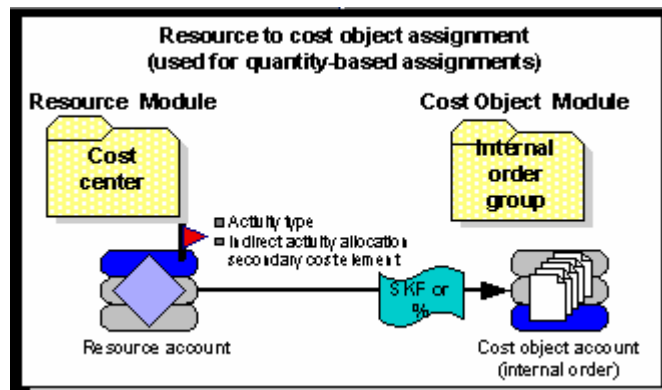 Resource to cost object assignment
(used for quantity-based assignments)
Resource Module
Cost Object Module
Cost
center
Internal
order
group
Activity type
Indirect activity allocation
secondary cost element
SKF or
%
Resource account
Cost object account
(internal order)